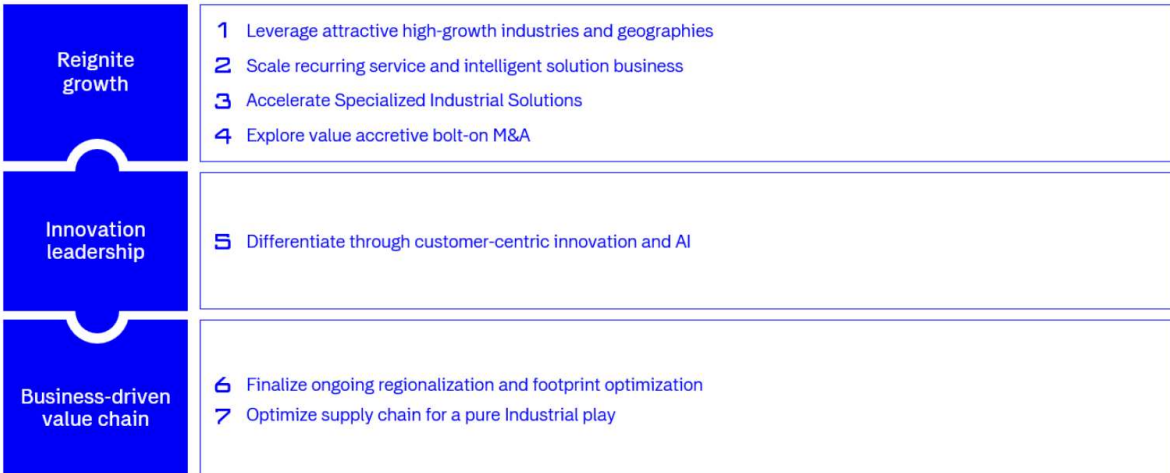 Reignite
growth
1 Leverage attractive high-growth industries and geographies
2 Scale recurring service and intelligent solution business
3 Accelerate Specialized Industrial Solutions
4 Explore value accretive bolt-on M&A
Innovation
leadership
5 Differentiate through customer-centric innovation and AI
Business-driven
value chain
6 Finalize ongoing regionalization and footprint optimization
7 Optimize supply chain for a pure Industrial play